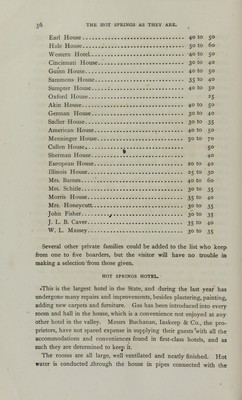 36 THE HOT SPRINGS AS THEY ARE.
Earl House 40 to 50
Hale House 50 to 60
Western Hotel 40 to 50
Cincinnati House 30 to 40
Guinn House 40 to 50
Sammons House 35 to 40
Sumpter House 40 to 50
Oxford House 25
Akin House 40 to 50
German House 30 to 40
Sadler House 30 to 35
American House 40 to 50
Menninger House 50 to 70
Cullen House 50
Sherman House 40
European House 20 to 40
Illinois House 25 to 30
Mrs. Barnes 40 to 60
Mrs. Schitle 30 to 35
Morris House 35 to 40
Mrs. Honeycutt 30 to 35
John Fisher 30 to 35
J. L. B. Caver 35 to 40
W. L. Massey 30 to 35
Several other private families could be added to the list who keep
from one to five boarders, but the visitor will have no trouble in
making a selection from those given.
HOT SPRINGS HOTEL.
This is the largest hotel in the State, and during the last year has
undergone many repairs and improvements, besides plastering, painting,
adding new carpets and furniture. Gas has been introduced into every
room and hall in the house, which is a convenience not enjoyed at any
other hotel in the valley. Messrs Buchanan, Inskeep & Co., the pro-
prietors, have not spared expense in supplying their guests with all the
accommodations and conveniences found in first-class hotels, and as
such they are determined to keep it.
The rooms are all large, well ventilated and neatly finished. Hot
water is conducted through the house in pipes connected with the